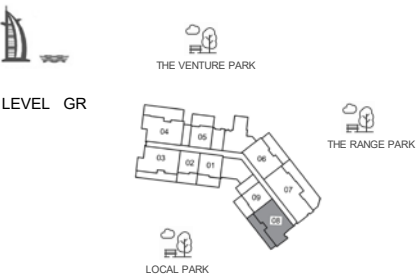 THE VENTURE PARK
LEVEL GR
THE RANGE PARK
04
05
06
03
02
01
07
09
08
LOCAL PARK